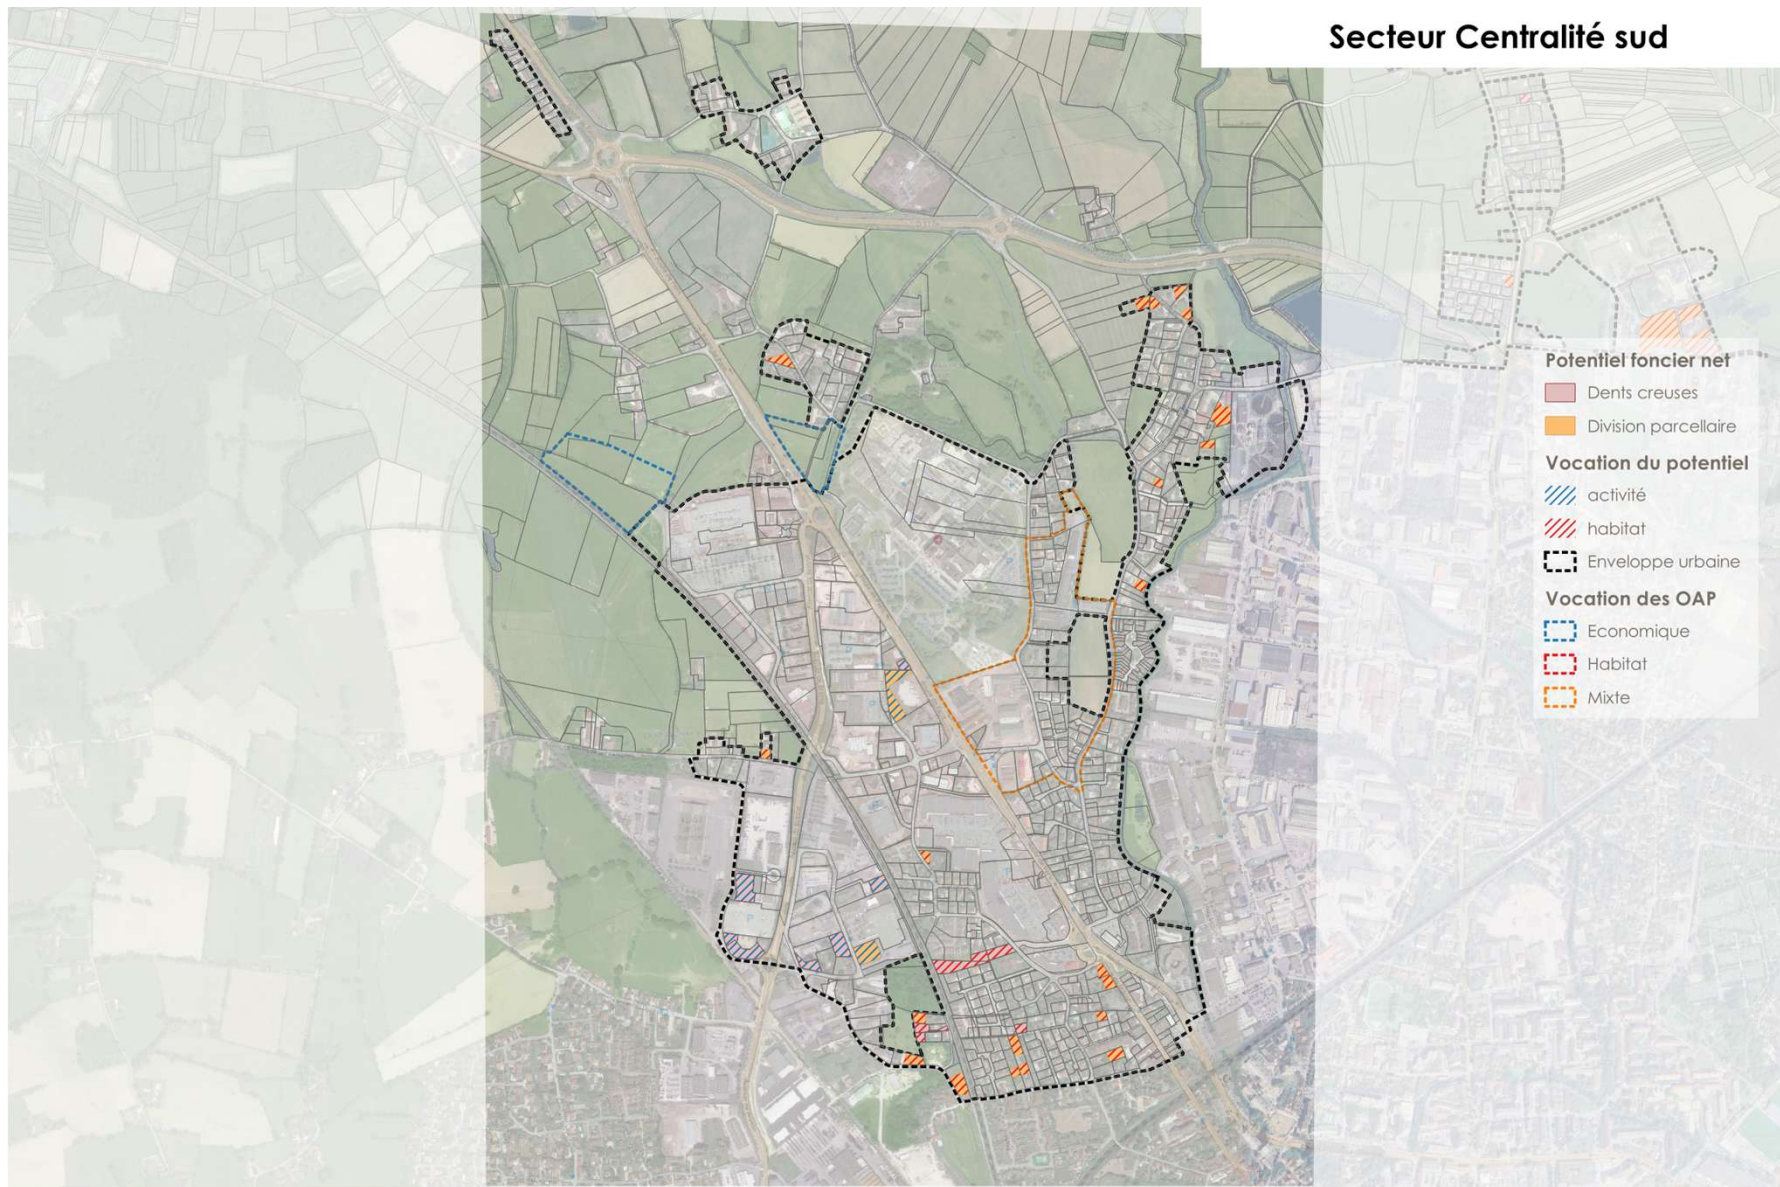 Secteur Centralité sud
Potentiel foncier net
Dents creuses
Division parcellaire
Vocation du potentiel
activité
habitat
Enveloppe urbaine
Vocation des OAP
Economique
Habitat
Mixte